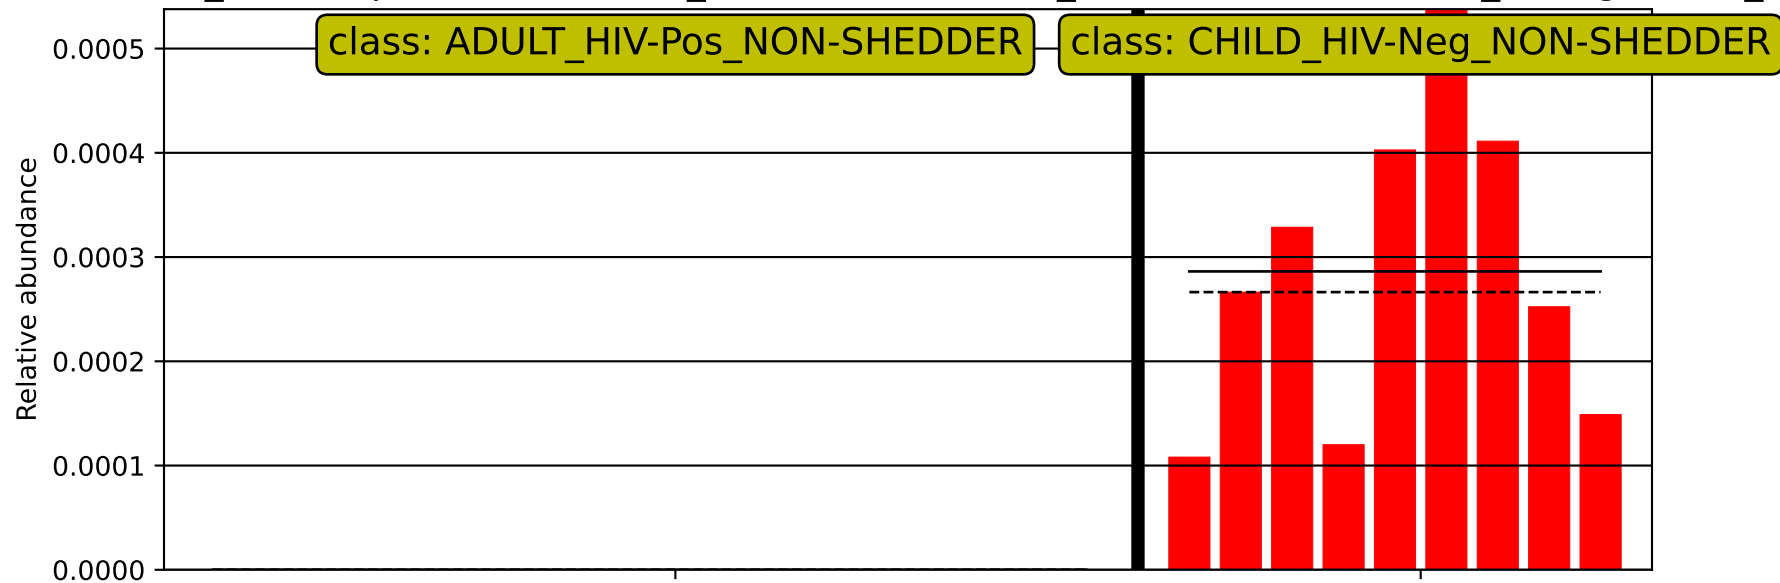 class: ADULT_HIV-Pos_NON-SHEDDER
class: CHILD_HIV-Neg_NON-SHEDDER
0.0005
0.0004
0.0003
0.0002
0.0001
0.0000
Relative abundance